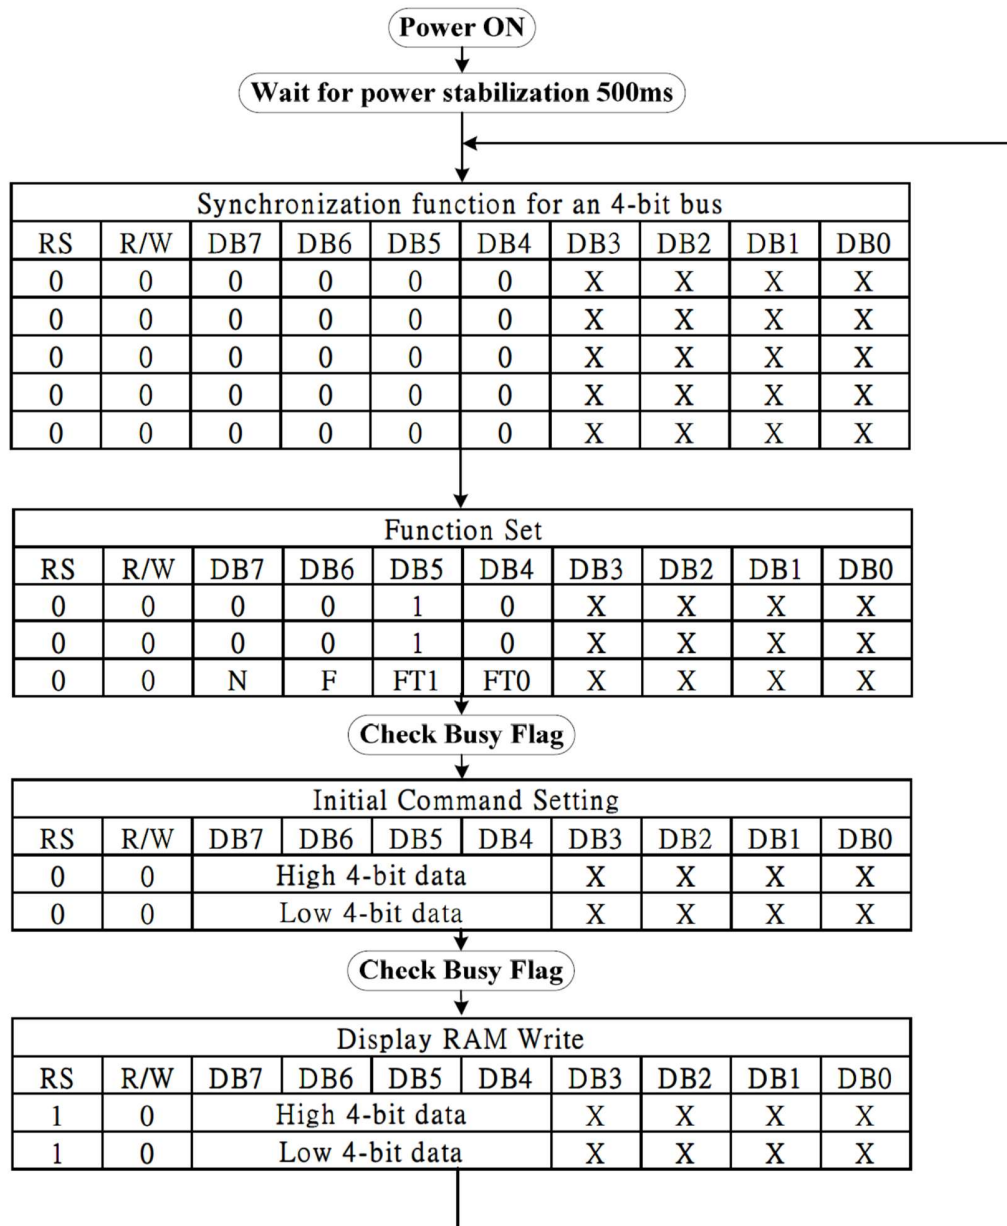 Power ON
Wait for power stabilization 500ms
Synchronization function for an 4-bit bus
RS R/W DB7 DB6 DB5 DB4 DB3 DB2 DB1 DB0
0 0 0 0 0 0 X X X X
0 0 0 0 0 0 X X X X
0 0 0 0 0 0 X X X X
0 0 0 0 0 0 X X X X
0 0 0 0 0 0 X X X X
Function Set
RS R/W DB7 DB6 DB5 DB4 DB3 DB2 DB1 DB0
0 0 0 0 1 0 X X X X
0 0 0 0 1 0 X X X X
0 0 N F FT1 FT0 X X X X
Check Busy Flag
Initial Command Setting
RS R/W DB7 DB6 DB5 DB4 DB3 DB2 DB1 DB0
0 0 High 4-bit data X X X X
0 0 Low 4-bit data X X X X
Check Busy Flag
Display RAM Write
RS R/W DB7 DB6 DB5 DB4 DB3 DB2 DB1 DB0
1 0 High 4-bit data X X X X
1 0 Low 4-bit data X X X X